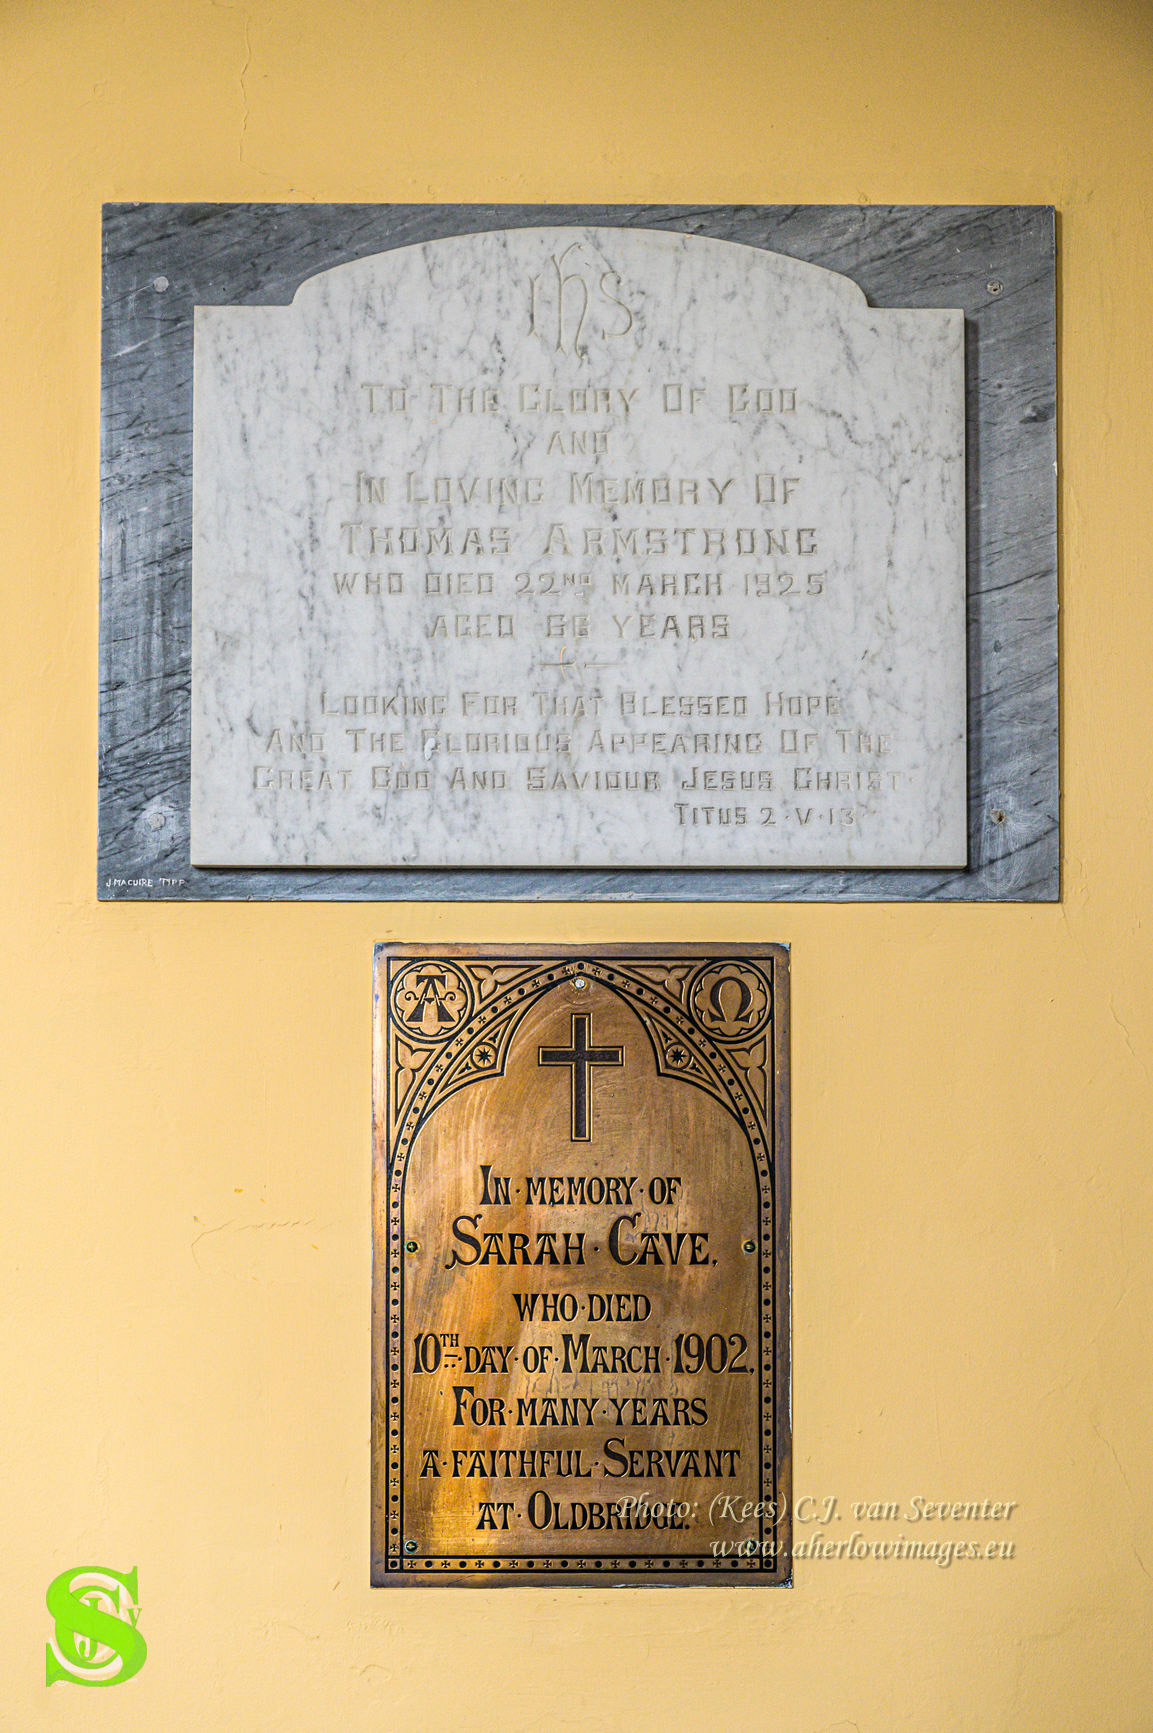 IHS
TO THE GLORY OF GOD
AND
IN LOVING MEMORY OF
THOMAS ARMSTRONG
WHO DIED 22ND MARCH 1925
AGED 66 YEARS
LOOKING FOR THAT BLESSED HOPE
AND THE GLORIOUS APPEARING OF THE
GREAT GOD AND SAVIOUR JESUS CHRIST·
TITUS 2·V·13
J. MAGUIRE TIPP
A Ω
IN·MEMORY·OF
SARAH·CAVE,
WHO·DIED
10TH·DAY·OF·MARCH·1902,
FOR·MANY·YEARS
A·FAITHFUL·SERVANT
AT·OLDBRIDGE.
Photo: (Kees) C.J. van Seventer
www.aherlowimages.eu